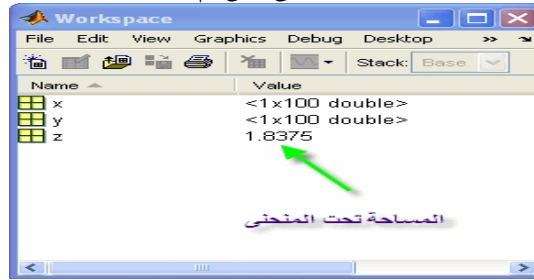 Workspace
File Edit View Graphics Debug Desktop »
Stack: Base
Name Value
x <1x100 double>
y <1x100 double>
z 1.8375
المساحة تحت المنحنى